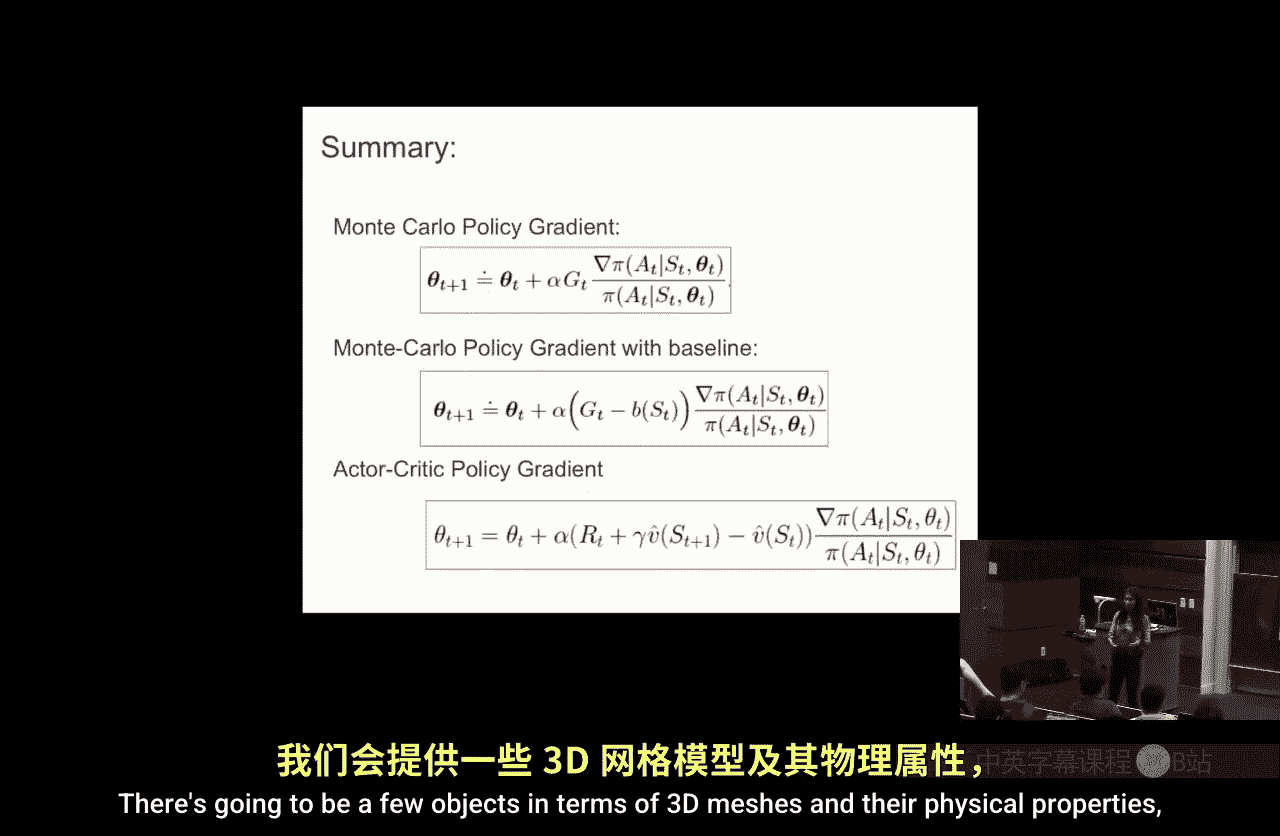 Summary:
Monte Carlo Policy Gradient:
θ_{t+1} ≐ θ_t + αG_t ∇π(A_t|S_t, θ_t) / π(A_t|S_t, θ_t).
Monte-Carlo Policy Gradient with baseline:
θ_{t+1} ≐ θ_t + α(G_t − b(S_t)) ∇π(A_t|S_t, θ_t) / π(A_t|S_t, θ_t)
Actor-Critic Policy Gradient
θ_{t+1} = θ_t + α(R_t + γv̂(S_{t+1}) − v̂(S_t)) ∇π(A_t|S_t, θ_t) / π(A_t|S_t, θ_t)
我们会提供一些 3D 网格模型及其物理属性，
中英字幕课程 B站
There's going to be a few objects in terms of 3D meshes and their physical properties,